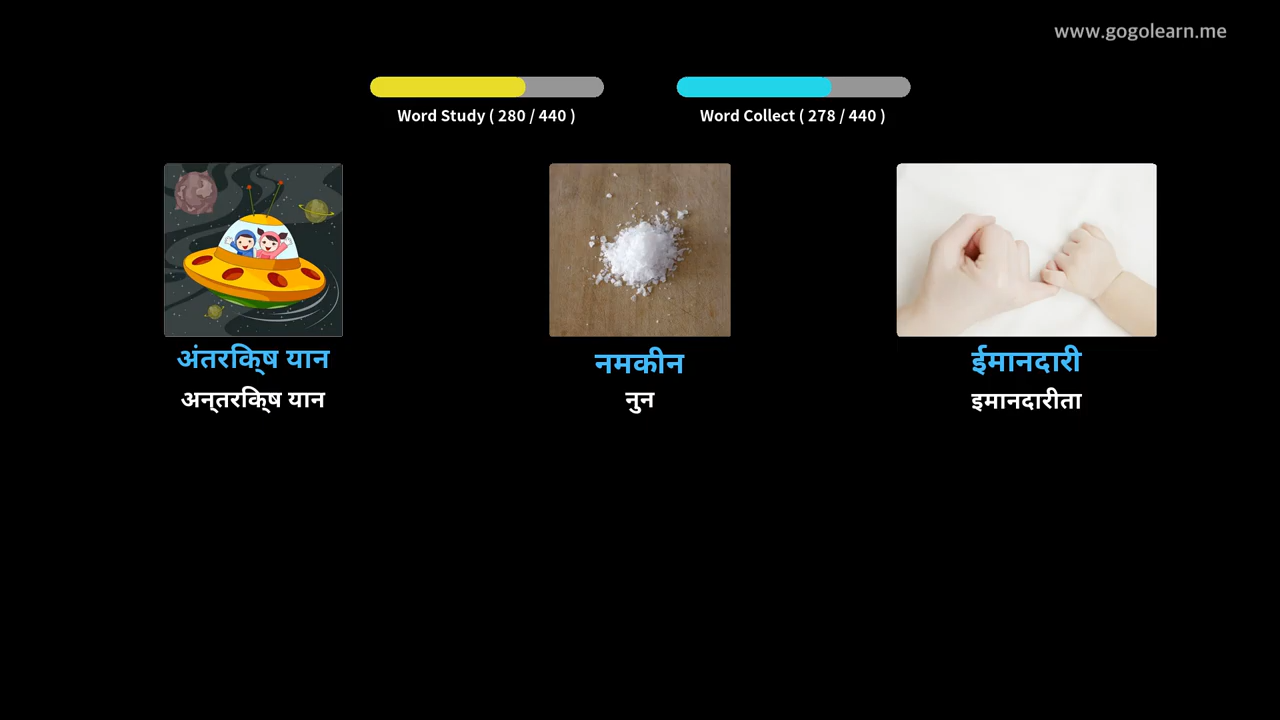 www.gogolearn.me
Word Study ( 280 / 440 )
Word Collect ( 278 / 440 )
अंतरक्षि यान
नमकीन
ईमानदारी
अन्तरक्षि यान
नुन
इमानदारीता